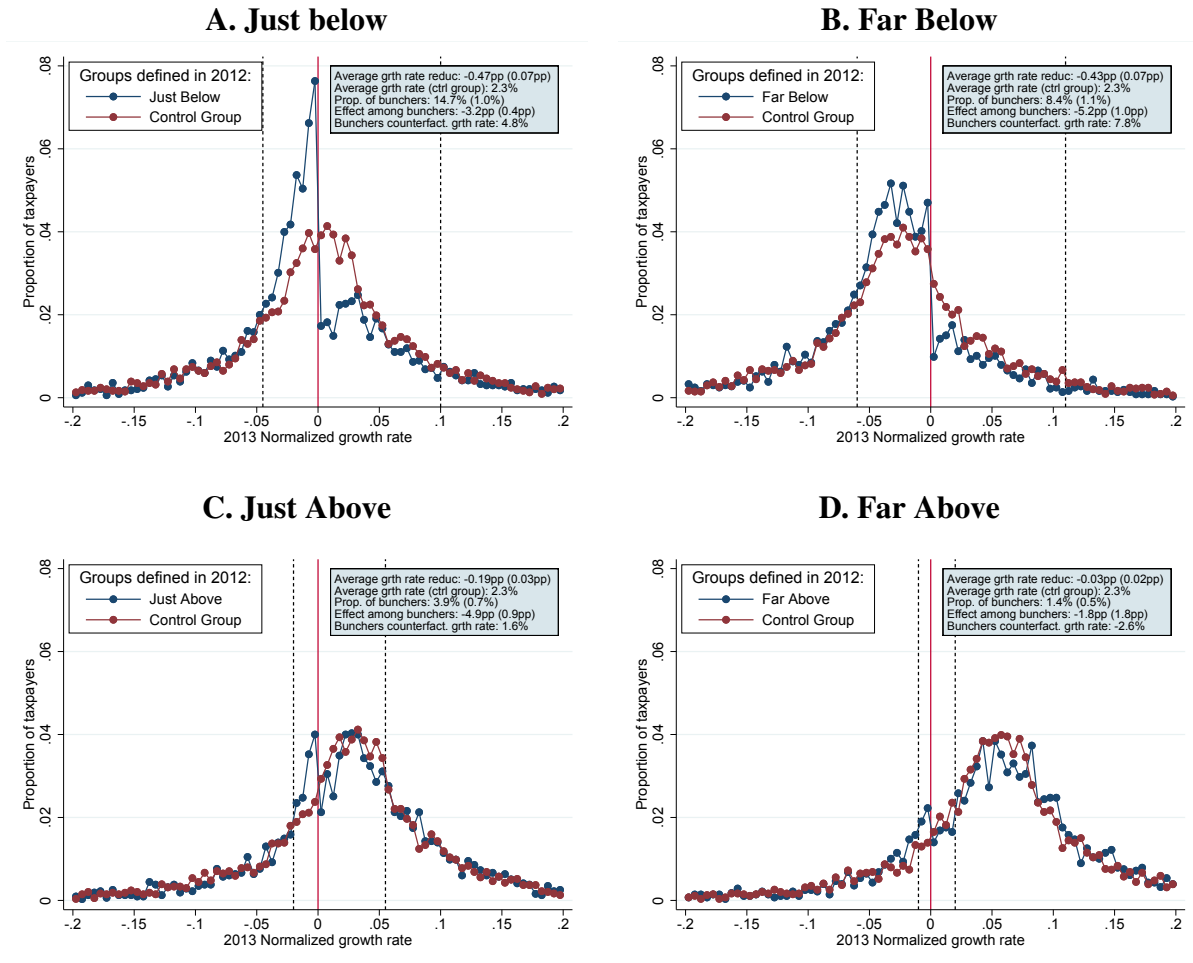 A. Just below
Groups defined in 2012:
Just Below
Control Group
Average grth rate reduc: -0.47pp (0.07pp)
Average grth rate (ctrl group): 2.3%
Prop. of bunchers: 14.7% (1.0%)
Effect among bunchers: -3.2pp (0.4pp)
Bunchers counterfact. grth rate: 4.8%
Proportion of taxpayers
.08
.06
.04
.02
0
-.2 -.15 -.1 -.05 0 .05 .1 .15 .2
2013 Normalized growth rate
B. Far Below
Groups defined in 2012:
Far Below
Control Group
Average grth rate reduc: -0.43pp (0.07pp)
Average grth rate (ctrl group): 2.3%
Prop. of bunchers: 8.4% (1.1%)
Effect among bunchers: -5.2pp (1.0pp)
Bunchers counterfact. grth rate: 7.8%
Proportion of taxpayers
.08
.06
.04
.02
0
-.2 -.15 -.1 -.05 0 .05 .1 .15 .2
2013 Normalized growth rate
C. Just Above
Groups defined in 2012:
Just Above
Control Group
Average grth rate reduc: -0.19pp (0.03pp)
Average grth rate (ctrl group): 2.3%
Prop. of bunchers: 3.9% (0.7%)
Effect among bunchers: -4.9pp (0.9pp)
Bunchers counterfact. grth rate: 1.6%
Proportion of taxpayers
.08
.06
.04
.02
0
-.2 -.15 -.1 -.05 0 .05 .1 .15 .2
2013 Normalized growth rate
D. Far Above
Groups defined in 2012:
Far Above
Control Group
Average grth rate reduc: -0.03pp (0.02pp)
Average grth rate (ctrl group): 2.3%
Prop. of bunchers: 1.4% (0.5%)
Effect among bunchers: -1.8pp (1.8pp)
Bunchers counterfact. grth rate: -2.6%
Proportion of taxpayers
.08
.06
.04
.02
0
-.2 -.15 -.1 -.05 0 .05 .1 .15 .2
2013 Normalized growth rate